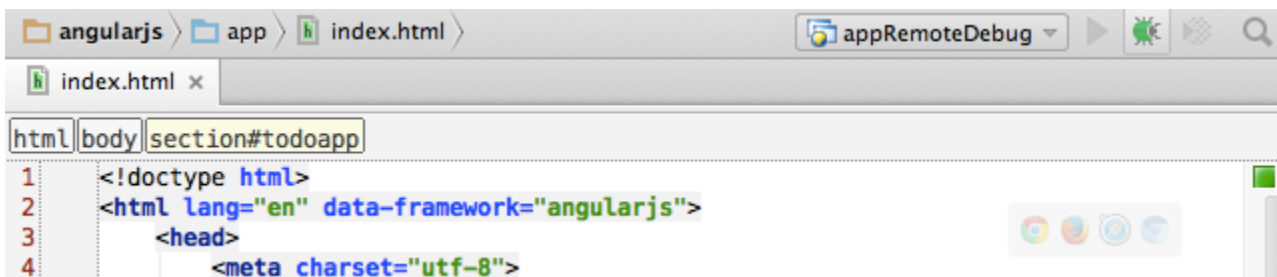 angularjs app index.html appRemoteDebug
index.html
html body section#todoapp
1 <!doctype html>
2 <html lang="en" data-framework="angularjs">
3 <head>
4 <meta charset="utf-8">